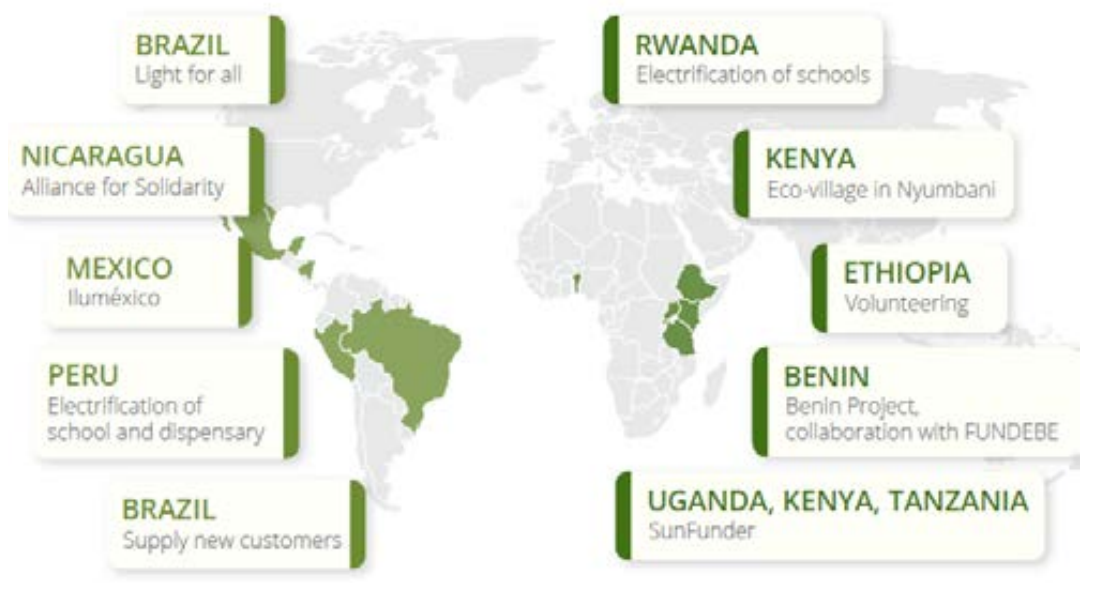 BRAZIL
Light for all
NICARAGUA
Alliance for Solidarity
MEXICO
Iluméxico
PERU
Electrification of
school and dispensary
BRAZIL
Supply new customers
RWANDA
Electrification of schools
KENYA
Eco-village in Nyumbani
ETHIOPIA
Volunteering
BENIN
Benin Project,
collaboration with FUNDEBE
UGANDA, KENYA, TANZANIA
SunFunder